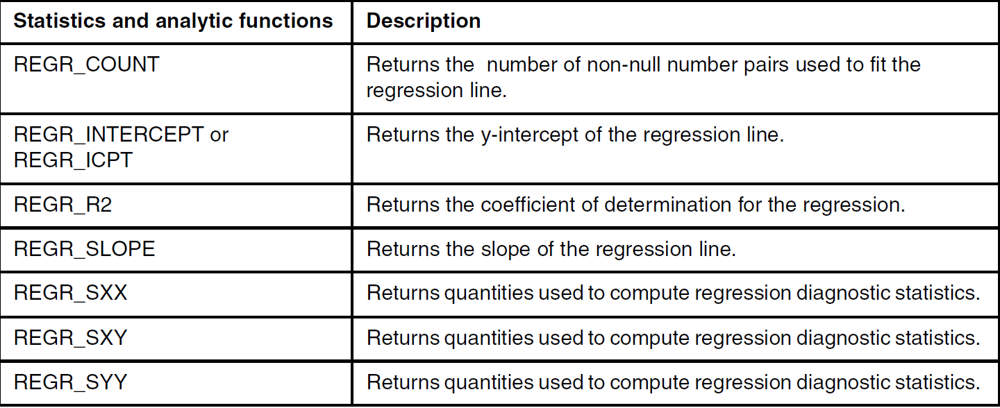 Statistics and analytic functions Description
REGR_COUNT Returns the number of non-null number pairs used to fit the
regression line.
REGR_INTERCEPT or Returns the y-intercept of the regression line.
REGR_ICPT
REGR_R2 Returns the coefficient of determination for the regression.
REGR_SLOPE Returns the slope of the regression line.
REGR_SXX Returns quantities used to compute regression diagnostic statistics.
REGR_SXY Returns quantities used to compute regression diagnostic statistics.
REGR_SYY Returns quantities used to compute regression diagnostic statistics.